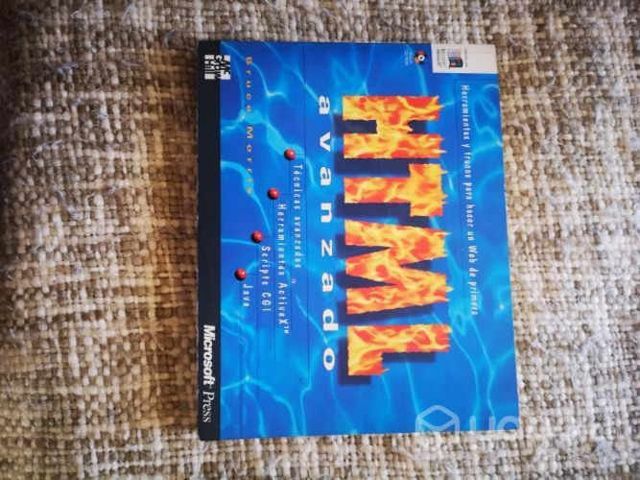 Herramientas y trucos para hacer un Web de primera
HTML
avanzado
Técnicas avanzadas
Herramientas ActiveX™
Scripts CGI
Java
Bruce Morris
Microsoft Press